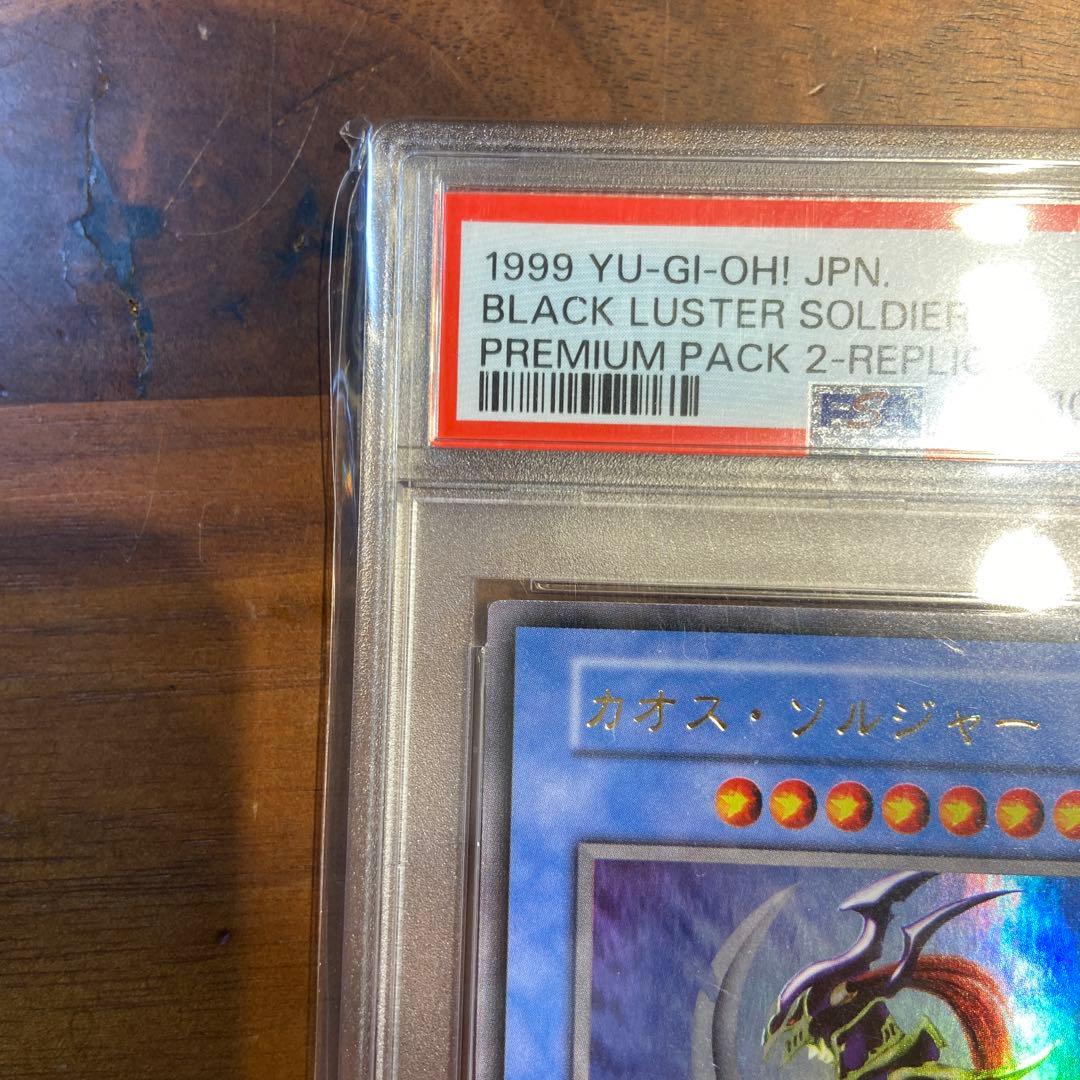 1999 YU-GI-OH! JPN.
BLACK LUSTER SOLDIER
PREMIUM PACK 2-REPLIC
PSA
カオス・ソルジャー